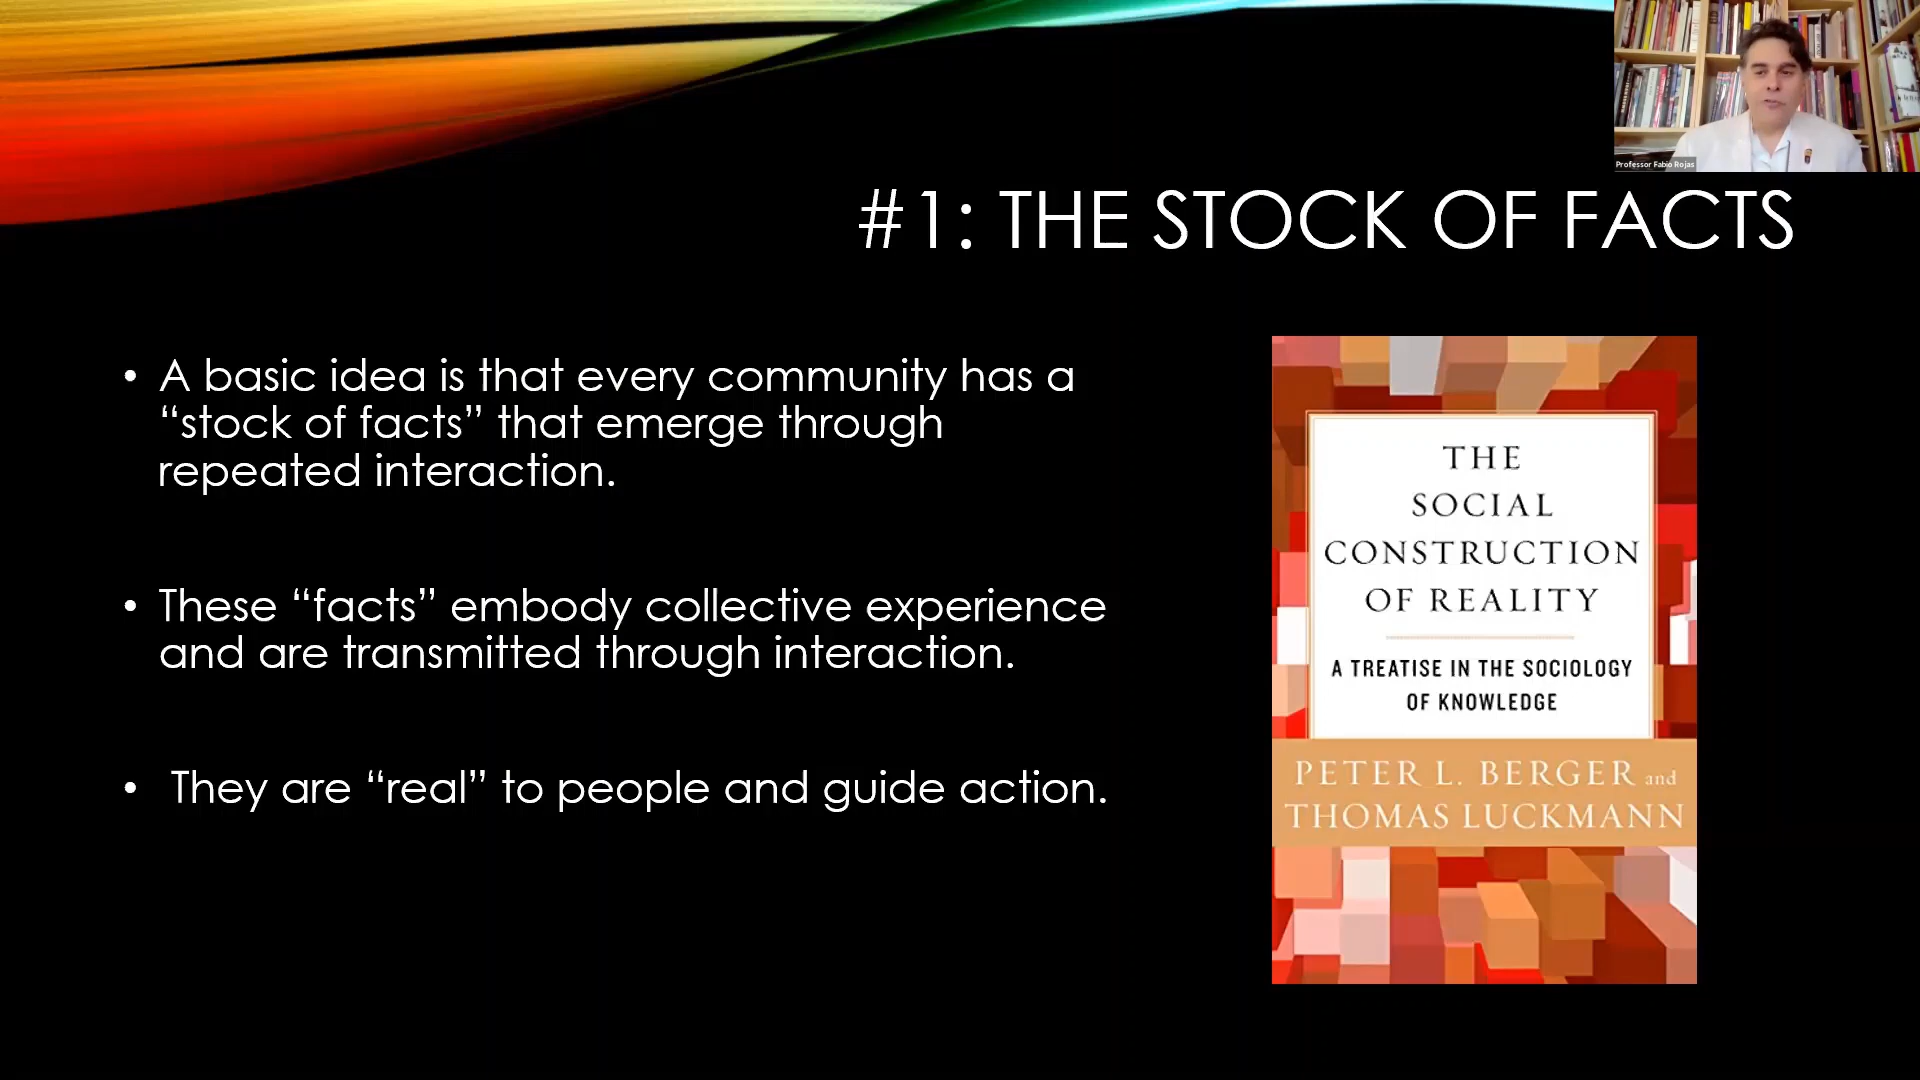 Professor Fabio Rojas
#1: THE STOCK OF FACTS
• A basic idea is that every community has a
“stock of facts” that emerge through
repeated interaction.
• These “facts” embody collective experience
and are transmitted through interaction.
• They are “real” to people and guide action.
THE
SOCIAL
CONSTRUCTION
OF REALITY
A TREATISE IN THE SOCIOLOGY
OF KNOWLEDGE
PETER L. BERGER and
THOMAS LUCKMANN